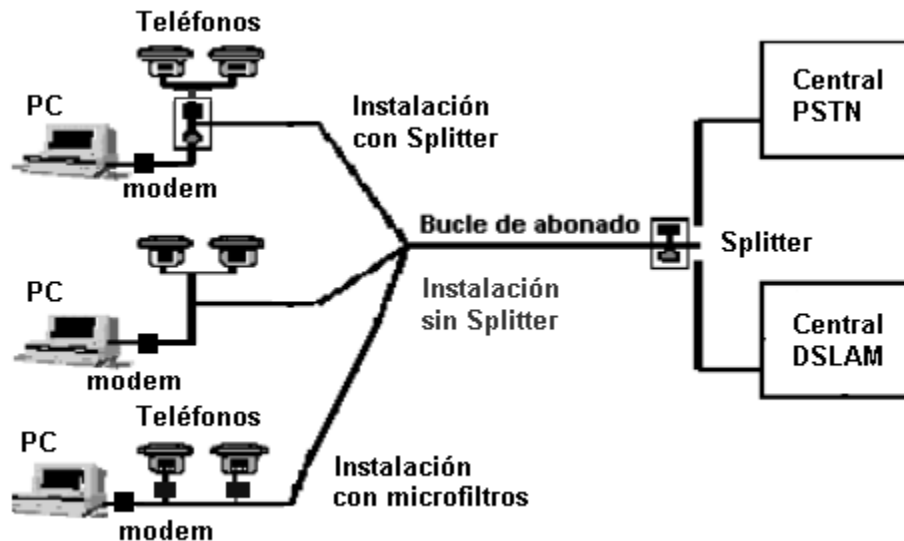 Teléfonos
PC
modem
Instalación
con Splitter
Central
PSTN
Bucle de abonado
Splitter
PC
modem
Instalación
sin Splitter
Central
DSLAM
Teléfonos
PC
modem
Instalación
con microfiltros